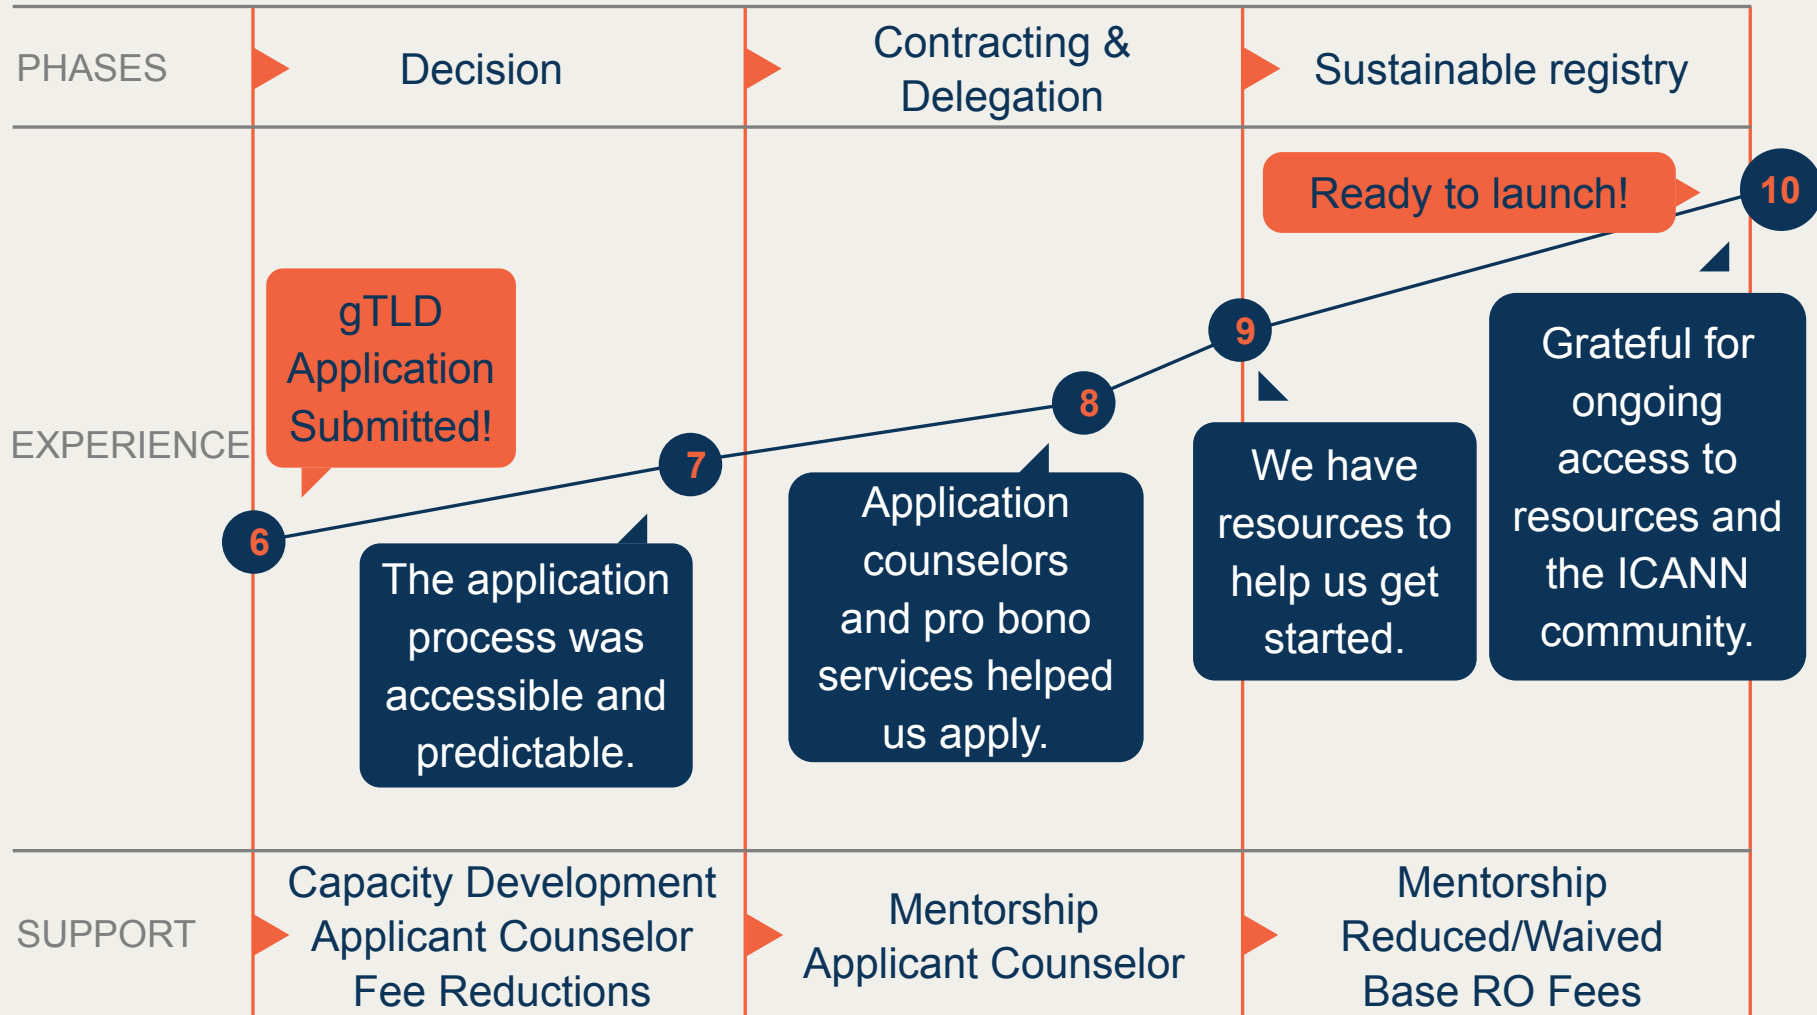 PHASES
Decision
Contracting &
Delegation
Sustainable registry
EXPERIENCE
6
gTLD
Application
Submitted!
7
The application
process was
accessible and
predictable.
8
Application
counselors
and pro bono
services helped
us apply.
9
We have
resources to
help us get
started.
Ready to launch!
10
Grateful for
ongoing
access to
resources and
the ICANN
community.
SUPPORT
Capacity Development
Applicant Counselor
Fee Reductions
Mentorship
Applicant Counselor
Mentorship
Reduced/Waived
Base RO Fees